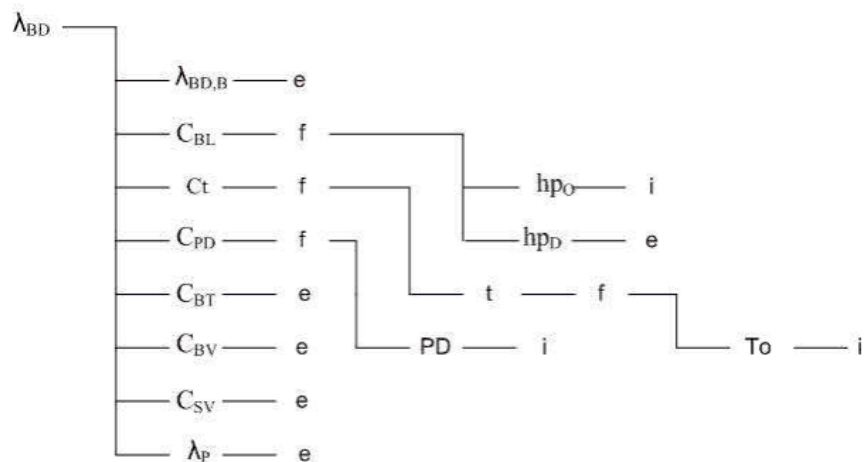 λBD
λBD,B e
CBL f
Ct f hpO i
CPD f hpD e
CBT e t f
CBV e PD i To i
CSV e
λP e